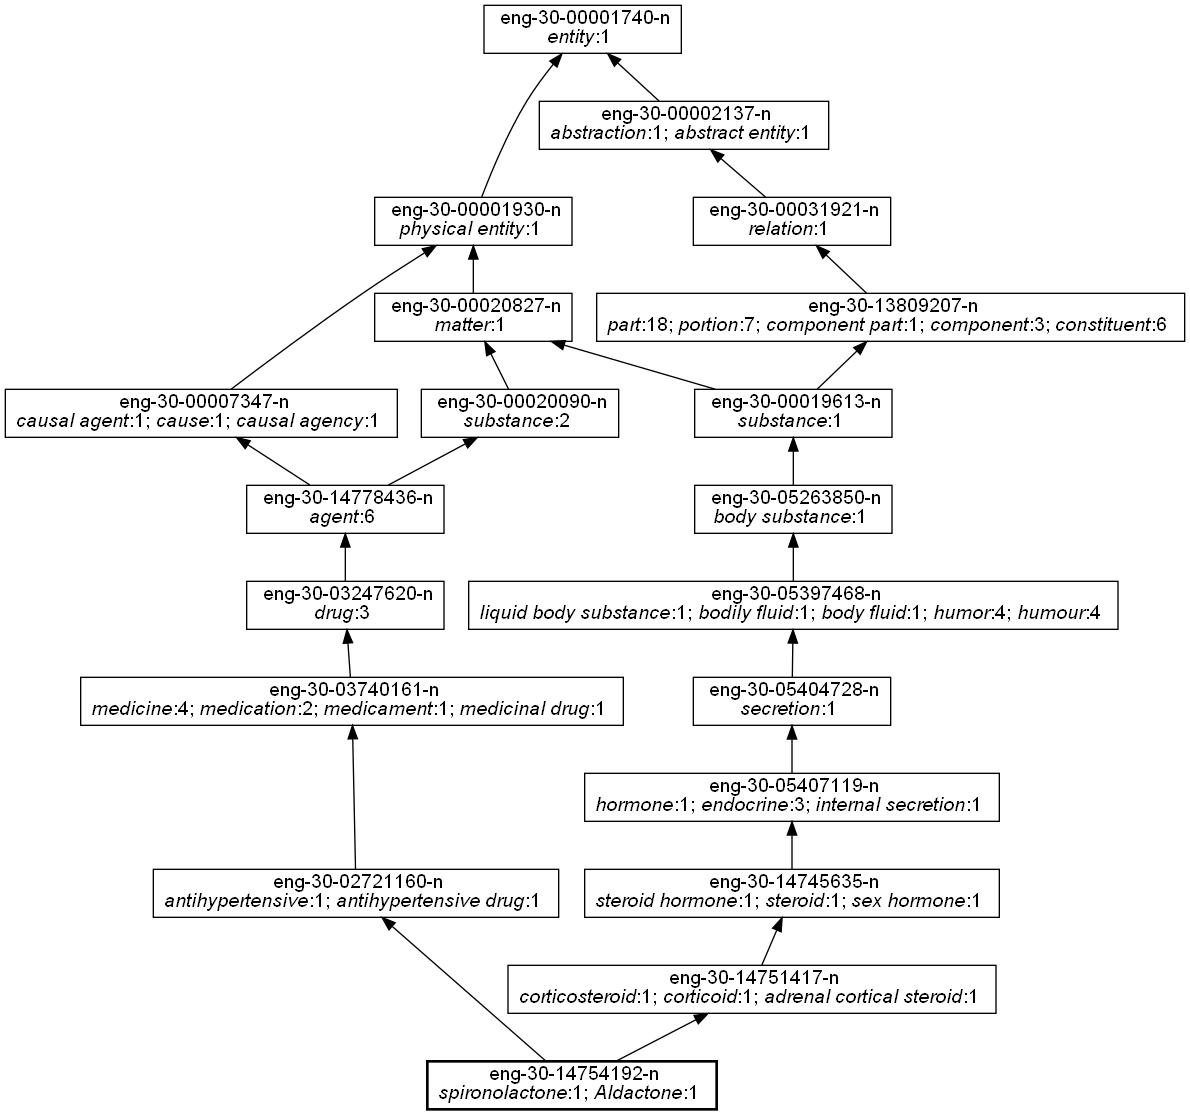 eng-30-00001740-n
entity:1
eng-30-00002137-n
abstraction:1; abstract entity:1
eng-30-00001930-n
physical entity:1
eng-30-00031921-n
relation:1
eng-30-00020827-n
matter:1
eng-30-13809207-n
part:18; portion:7; component part:1; component:3; constituent:6
eng-30-00007347-n
causal agent:1; cause:1; causal agency:1
eng-30-00020090-n
substance:2
eng-30-00019613-n
substance:1
eng-30-14778436-n
agent:6
eng-30-05263850-n
body substance:1
eng-30-03247620-n
drug:3
eng-30-05397468-n
liquid body substance:1; bodily fluid:1; body fluid:1; humor:4; humour:4
eng-30-03740161-n
medicine:4; medication:2; medicament:1; medicinal drug:1
eng-30-05404728-n
secretion:1
eng-30-05407119-n
hormone:1; endocrine:3; internal secretion:1
eng-30-02721160-n
antihypertensive:1; antihypertensive drug:1
eng-30-14745635-n
steroid hormone:1; steroid:1; sex hormone:1
eng-30-14751417-n
corticosteroid:1; corticoid:1; adrenal cortical steroid:1
eng-30-14754192-n
spironolactone:1; Aldactone:1